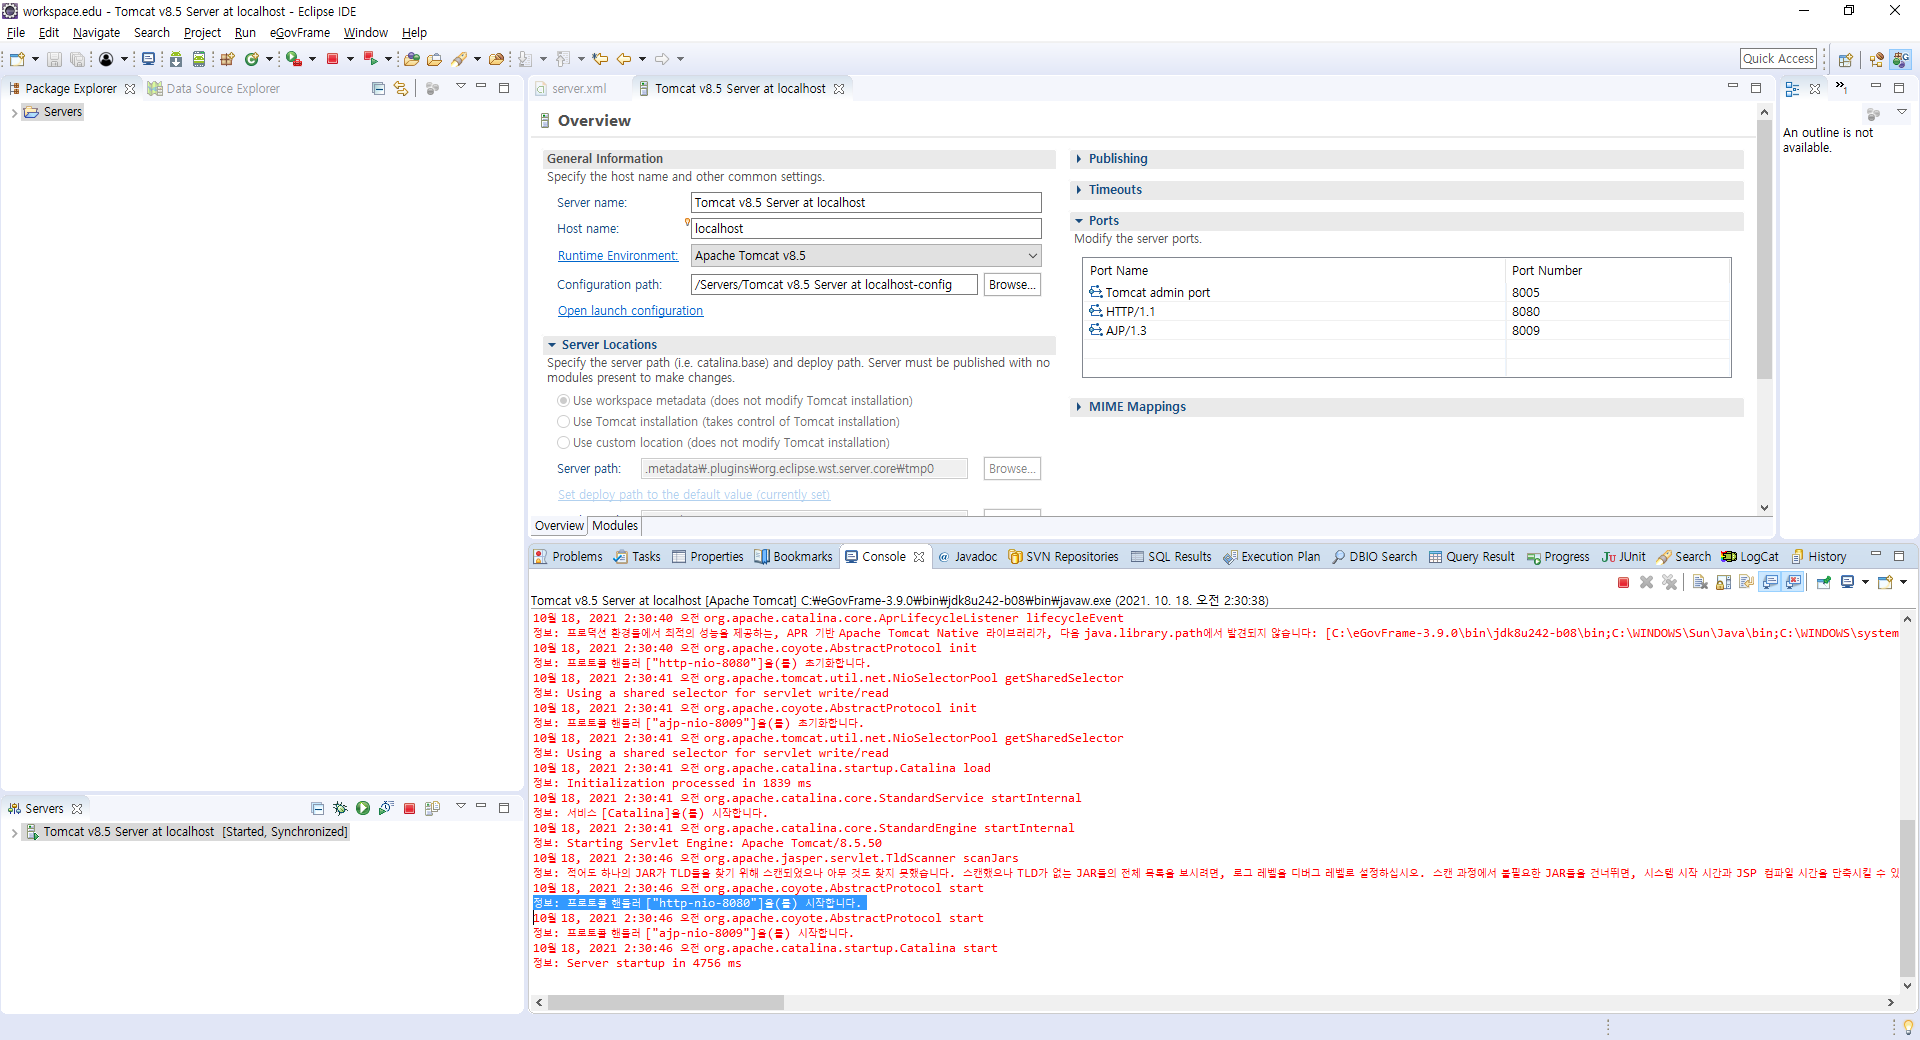 workspace.edu - Tomcat v8.5 Server at localhost - Eclipse IDE
File Edit Navigate Search Project Run eGovFrame Window Help
Quick Access
Package Explorer
Data Source Explorer
Servers
server.xml
Tomcat v8.5 Server at localhost
Overview
General Information
Specify the host name and other common settings.
Server name:
Tomcat v8.5 Server at localhost
Host name:
localhost
Runtime Environment:
Apache Tomcat v8.5
Configuration path:
/Servers/Tomcat v8.5 Server at localhost-config
Browse...
Open launch configuration
Server Locations
Specify the server path (i.e. catalina.base) and deploy path. Server must be published with no
modules present to make changes.
Use workspace metadata (does not modify Tomcat installation)
Use Tomcat installation (takes control of Tomcat installation)
Use custom location (does not modify Tomcat installation)
Server path:
.metadata₩.plugins₩org.eclipse.wst.server.core₩tmp0
Browse...
Set deploy path to the default value (currently set)
Overview Modules
Publishing
Timeouts
Ports
Modify the server ports.
Port Name Port Number
Tomcat admin port 8005
HTTP/1.1 8080
AJP/1.3 8009
MIME Mappings
1
An outline is not
available.
Servers
Tomcat v8.5 Server at localhost [Started, Synchronized]
Problems Tasks Properties Bookmarks Console Javadoc SVN Repositories SQL Results Execution Plan DBIO Search Query Result Progress JUnit Search LogCat History
Tomcat v8.5 Server at localhost [Apache Tomcat] C:₩eGovFrame-3.9.0₩bin₩jdk8u242-b08₩bin₩javaw.exe (2021. 10. 18. 오전 2:30:38)
10월 18, 2021 2:30:40 오전 org.apache.catalina.core.AprLifecycleListener lifecycleEvent
정보: 프로덕션 환경들에서 최적의 성능을 제공하는, APR 기반 Apache Tomcat Native 라이브러리가, 다음 java.library.path에서 발견되지 않습니다: [C:\eGovFrame-3.9.0\bin\jdk8u242-b08\bin;C:\WINDOWS\Sun\Java\bin;C:\WINDOWS\system
10월 18, 2021 2:30:40 오전 org.apache.coyote.AbstractProtocol init
정보: 프로토콜 핸들러 ["http-nio-8080"]을(를) 초기화합니다.
10월 18, 2021 2:30:41 오전 org.apache.tomcat.util.net.NioSelectorPool getSharedSelector
정보: Using a shared selector for servlet write/read
10월 18, 2021 2:30:41 오전 org.apache.coyote.AbstractProtocol init
정보: 프로토콜 핸들러 ["ajp-nio-8009"]을(를) 초기화합니다.
10월 18, 2021 2:30:41 오전 org.apache.tomcat.util.net.NioSelectorPool getSharedSelector
정보: Using a shared selector for servlet write/read
10월 18, 2021 2:30:41 오전 org.apache.catalina.startup.Catalina load
정보: Initialization processed in 1839 ms
10월 18, 2021 2:30:41 오전 org.apache.catalina.core.StandardService startInternal
정보: 서비스 [Catalina]을(를) 시작합니다.
10월 18, 2021 2:30:41 오전 org.apache.catalina.core.StandardEngine startInternal
정보: Starting Servlet Engine: Apache Tomcat/8.5.50
10월 18, 2021 2:30:46 오전 org.apache.jasper.servlet.TldScanner scanJars
정보: 적어도 하나의 JAR가 TLD들을 찾기 위해 스캔되었으나 아무 것도 찾지 못했습니다. 스캔했으나 TLD가 없는 JAR들의 전체 목록을 보시려면, 로그 레벨을 디버그 레벨로 설정하십시오. 스캔 과정에서 불필요한 JAR들을 건너뛰면, 시스템 시작 시간과 JSP 컴파일 시간을 단축시킬 수 있
10월 18, 2021 2:30:46 오전 org.apache.coyote.AbstractProtocol start
정보: 프로토콜 핸들러 ["http-nio-8080"]을(를) 시작합니다.
10월 18, 2021 2:30:46 오전 org.apache.coyote.AbstractProtocol start
정보: 프로토콜 핸들러 ["ajp-nio-8009"]을(를) 시작합니다.
10월 18, 2021 2:30:46 오전 org.apache.catalina.startup.Catalina start
정보: Server startup in 4756 ms